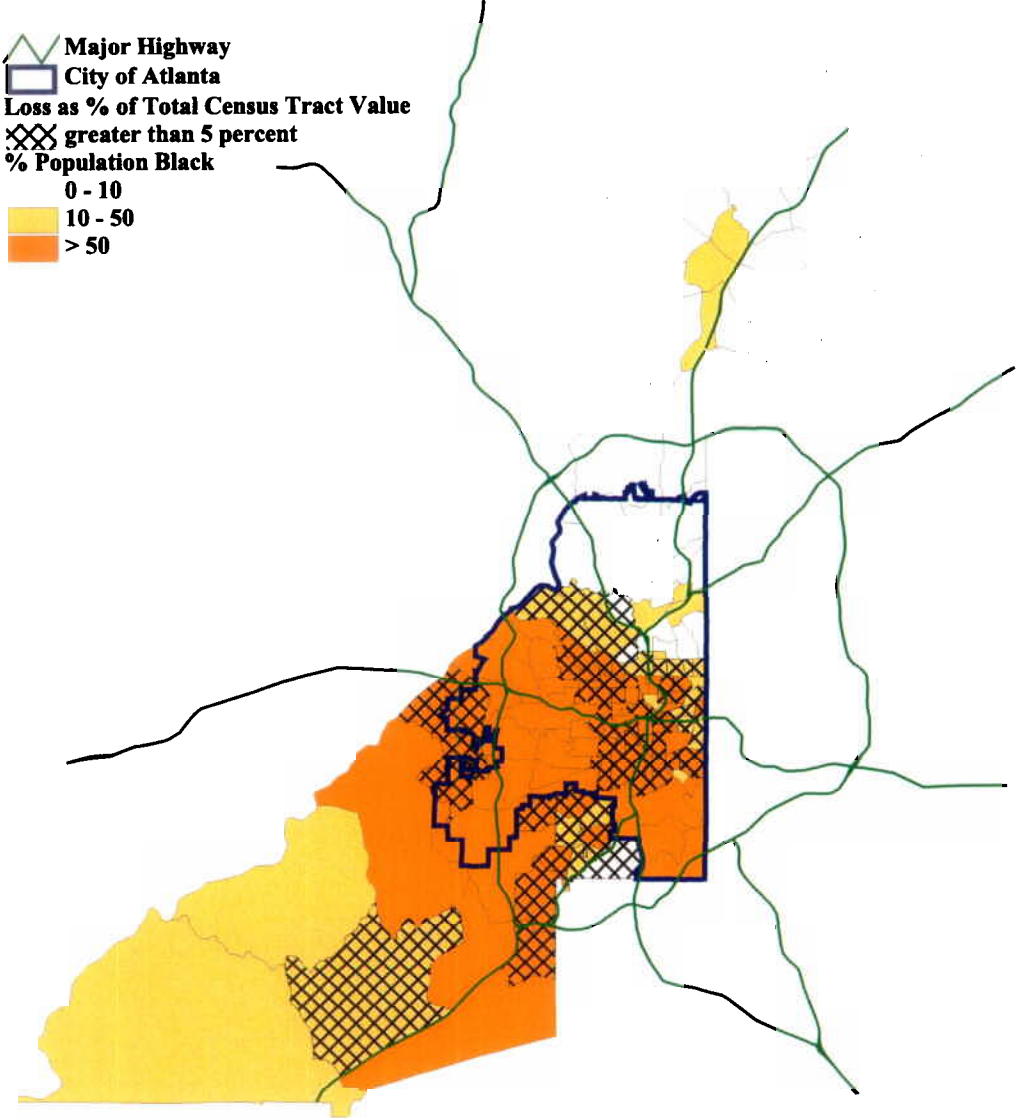 Major Highway
City of Atlanta
Loss as % of Total Census Tract Value
greater than 5 percent
% Population Black
0 - 10
10 - 50
> 50